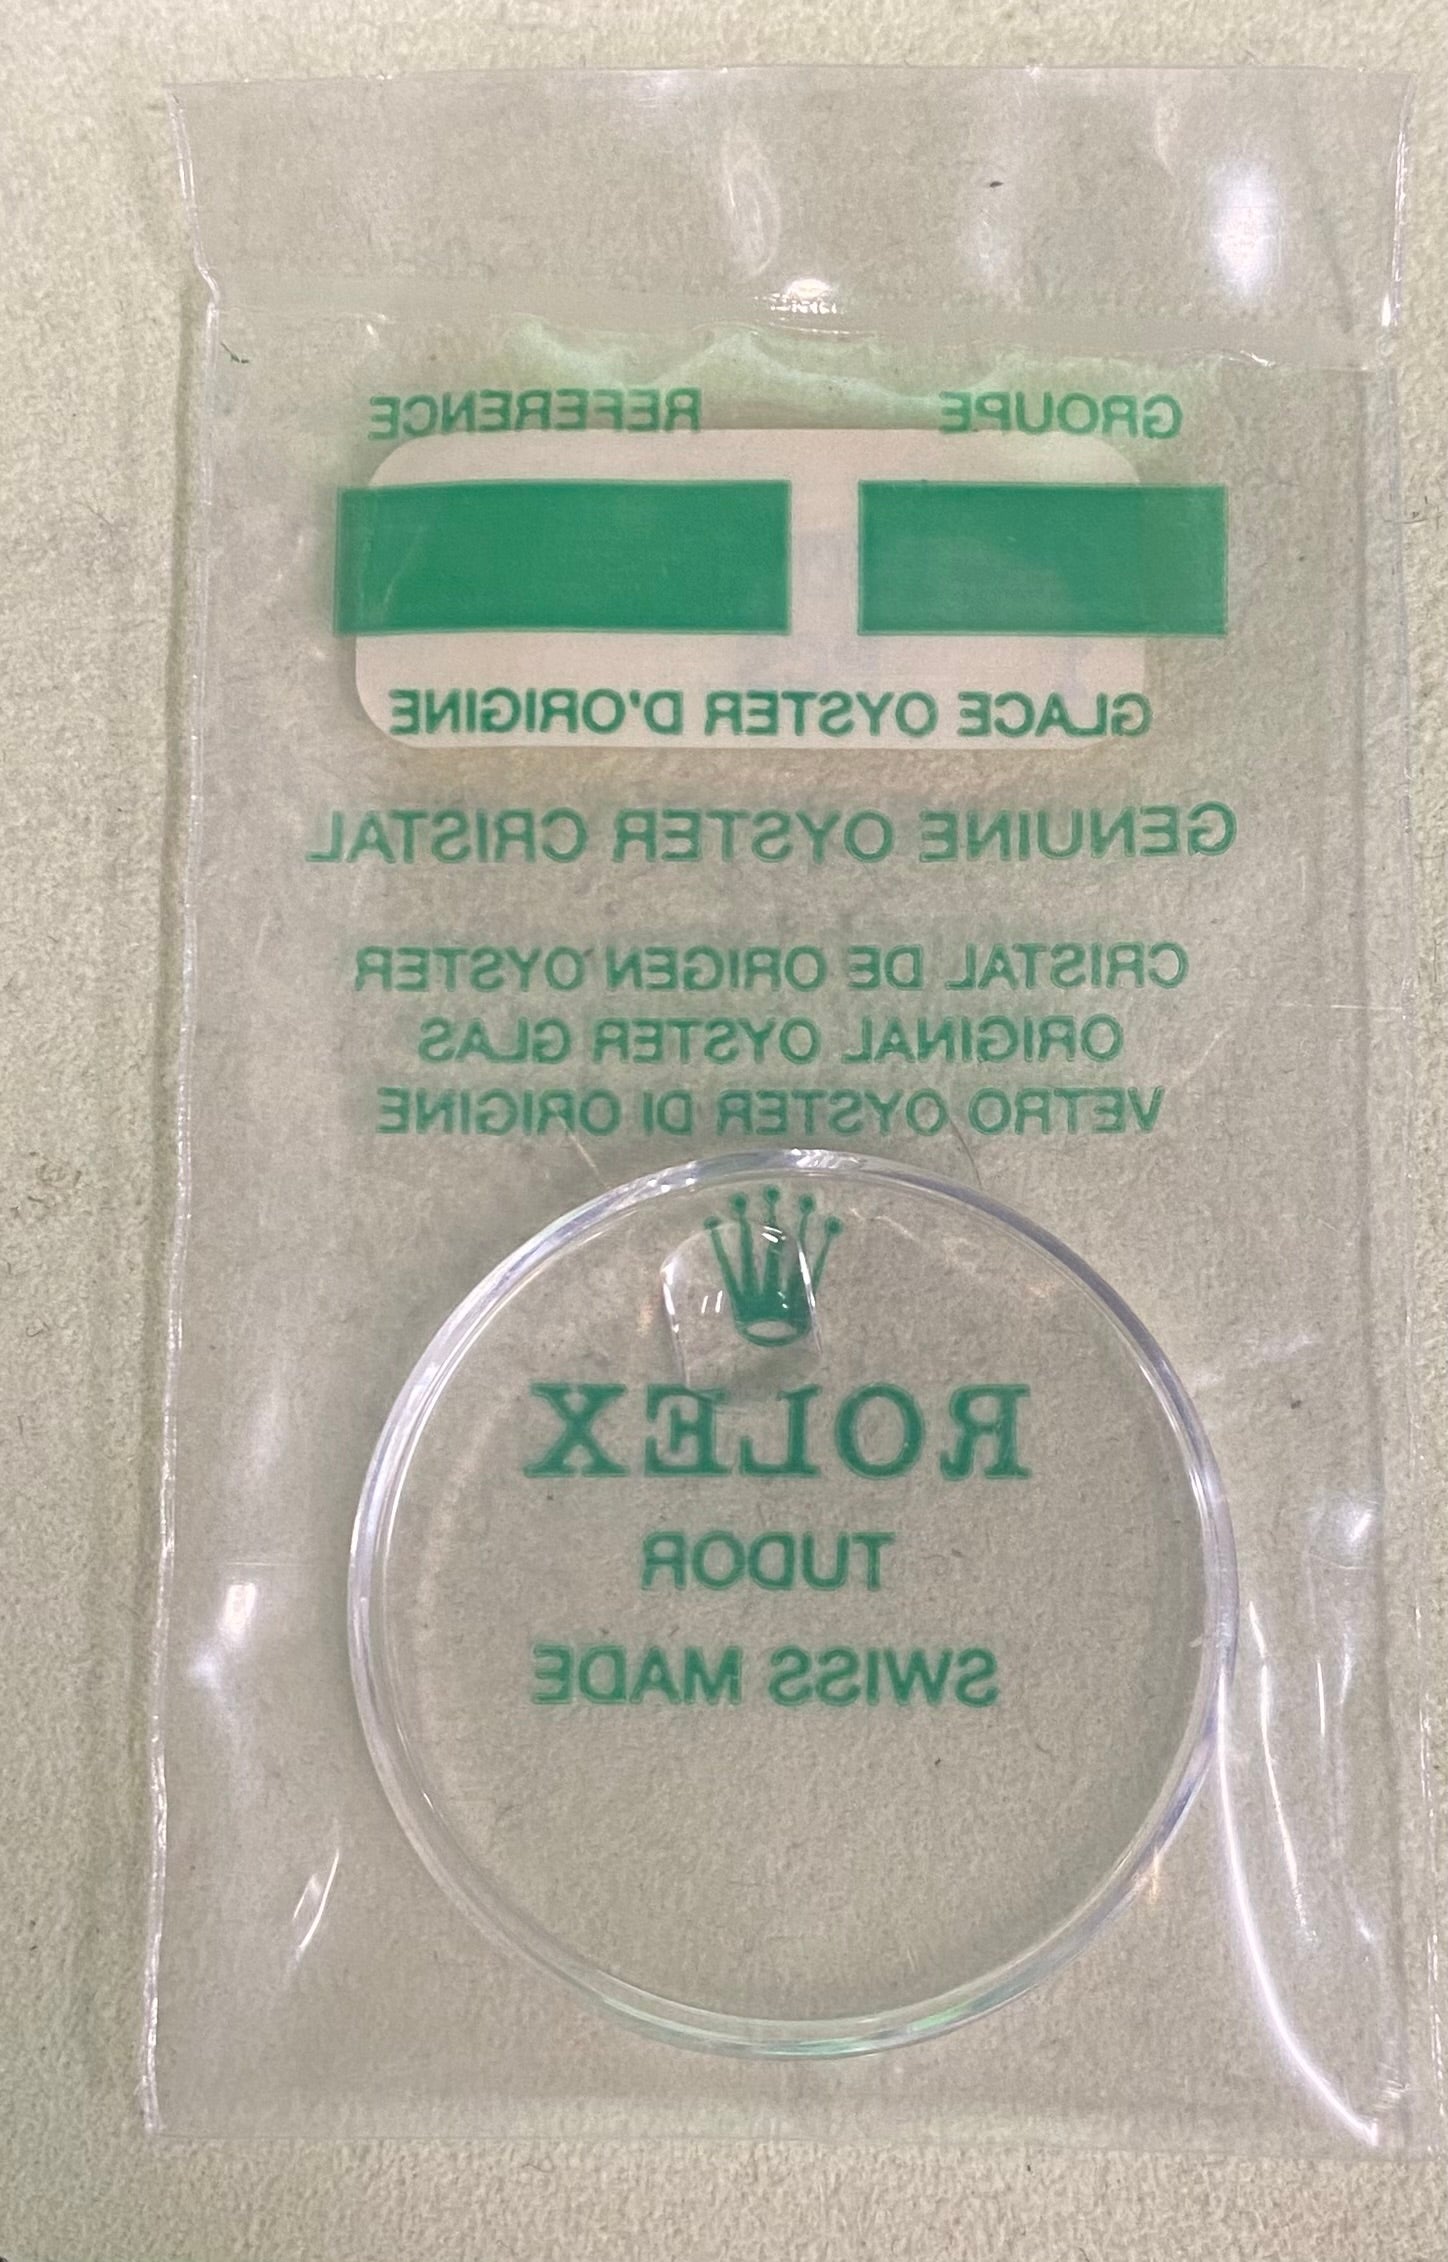 GROUPE REFERENCE
GLACE OYSTER D'ORIGINE
GENUINE OYSTER CRISTAL
CRISTAL DE ORIGEN OYSTER
ORIGINAL OYSTER GLAS
VETRO OYSTER DI ORIGINE
ROLEX
TUDOR
SWISS MADE